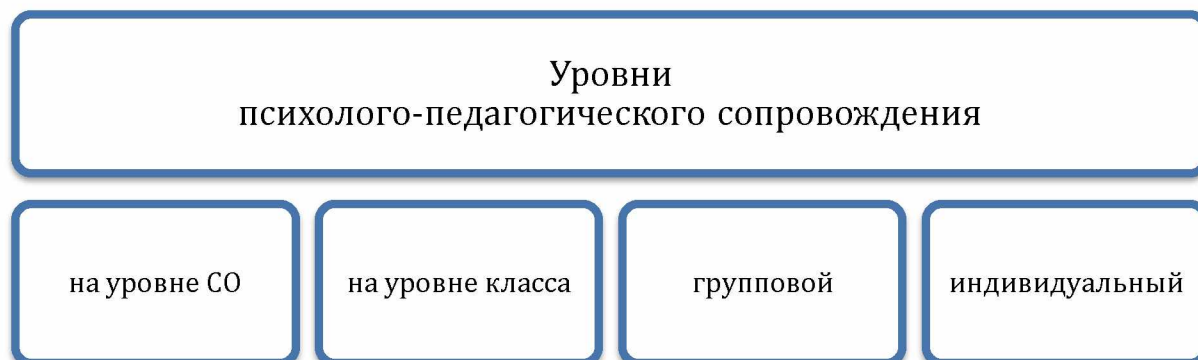 Уровни
психолого-педагогического сопровождения
на уровне СО
на уровне класса
групповой
индивидуальный